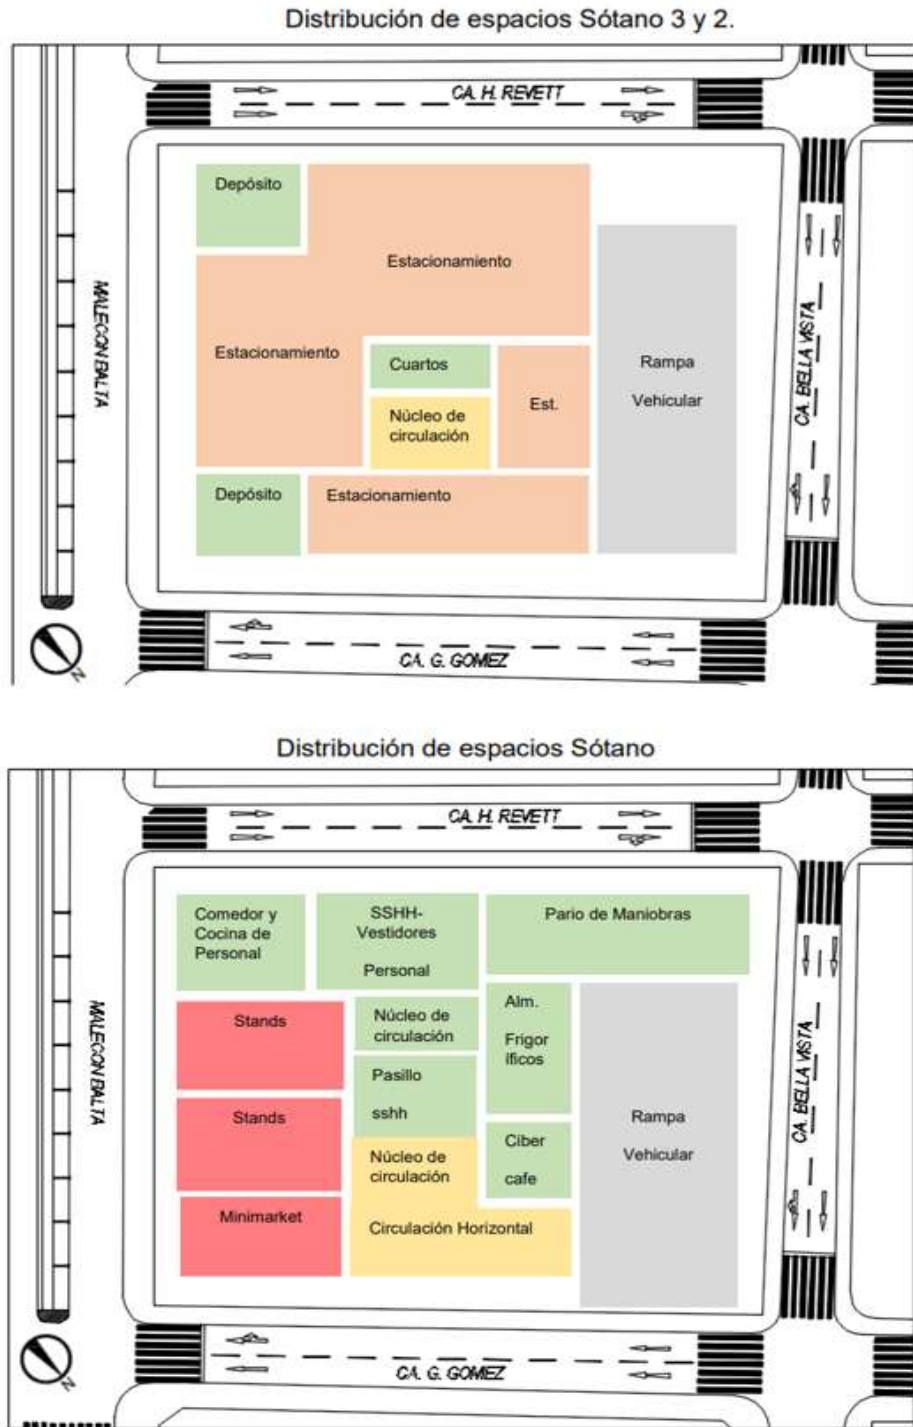 Distribución de espacios Sótano 3 y 2.
CA. H. REVETT
Depósito
Estacionamiento
MALECON BALTA
Estacionamiento
Cuartos
Núcleo de
circulación
Est.
Rampa
Vehicular
CA. BELLA VISTA
Depósito
Estacionamiento
CA. G. GOMEZ
N
Distribución de espacios Sótano
CA. H. REVETT
Comedor y
Cocina de
Personal
SSHH-
Vestidores
Personal
Pario de Maniobras
MALECON BALTA
Stands
Núcleo de
circulación
Alm.
Frigor
íficos
Pasillo
sshh
Stands
Ciber
cafe
Núcleo de
circulación
Rampa
Vehicular
CA. BELLA VISTA
Minimarket
Circulación Horizontal
CA. G. GOMEZ
N